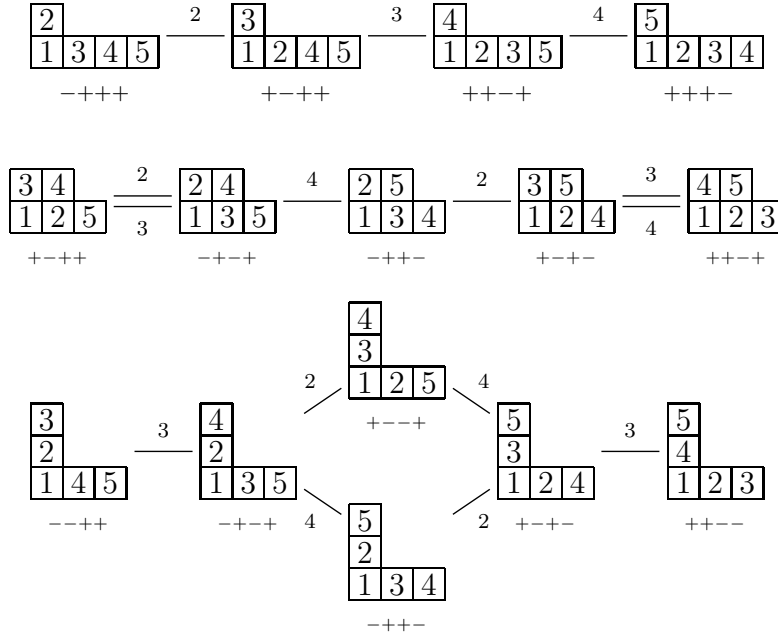 2 2 3 3 4 4 5
1 3 4 5 1 2 4 5 1 2 3 5 1 2 3 4
−+++ +−++ ++−+ +++−
3 4 2 2 4 4 2 5 2 3 5 3 4 5
1 2 5 3 1 3 5 1 3 4 1 2 4 4 1 2 3
+−++ −+−+ −++− +−+− ++−+
4
3
2 1 2 5 4
+−−+
3 3 4 5 3 5
2 2 3 4
1 4 5 1 3 5 1 2 4 1 2 3
−−++ −+−+ 4 5 2 +−+− ++−−
2
1 3 4
−++−